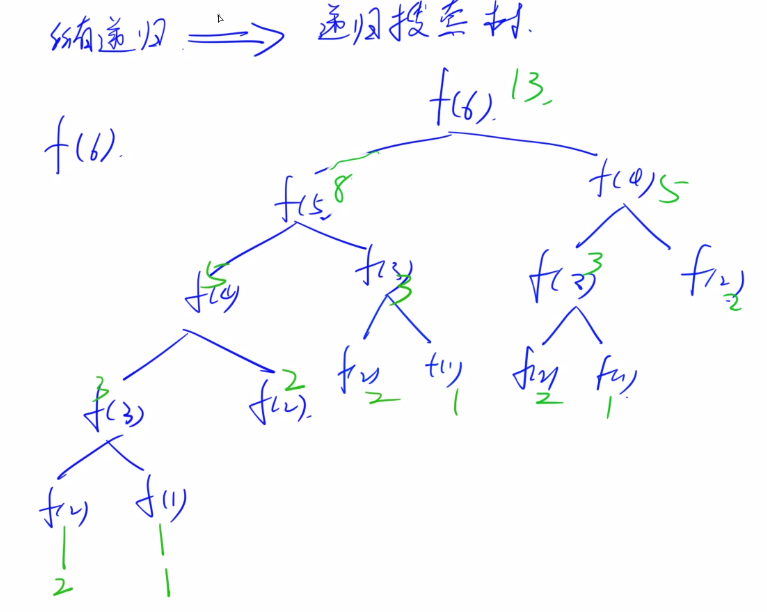 所有递归 ⟹ 递归搜索树.
f(6). 13.
f(6).
f(5) 8 f(4) 5
5 f(4) f(3) 3 f(3) 3 f(2) 2
3 f(3) 2 f(2). f(2) 2 f(1) 1 f(2) 2 f(1) 1
f(2) f(1)
2 1